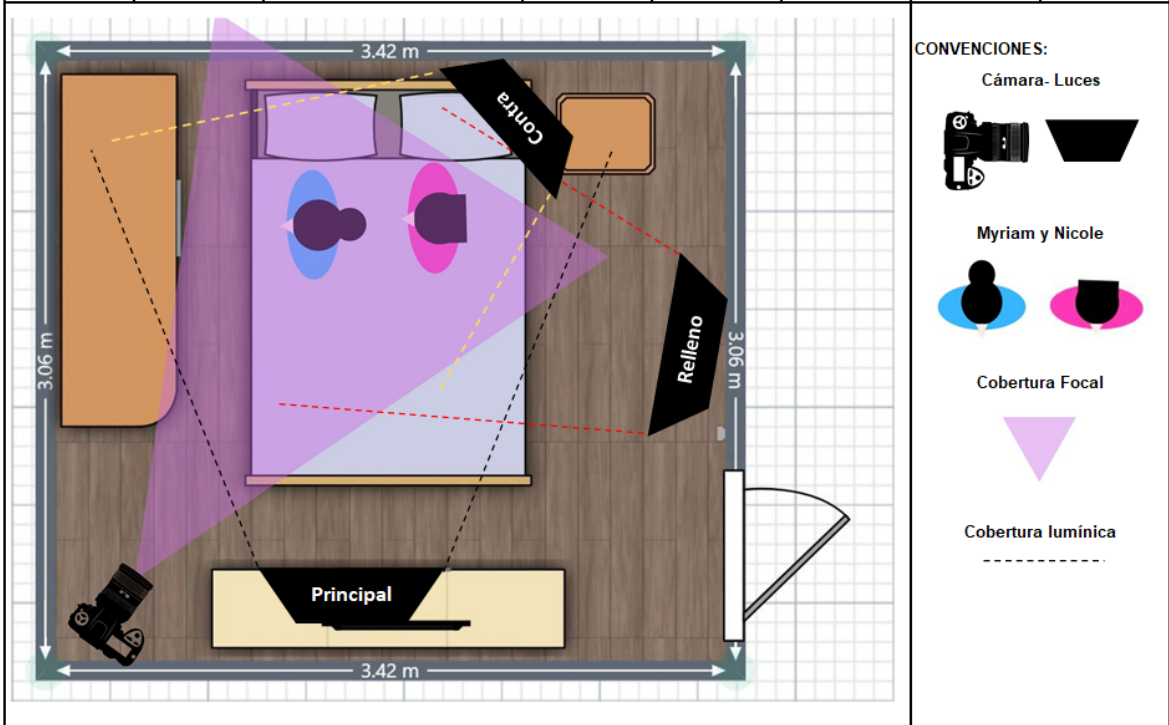 3.42 m
Contra
3.06 m
Relleno
3.06 m
Principal
3.42 m
CONVENCIONES:
Cámara- Luces
Myriam y Nicole
Cobertura Focal
Cobertura lumínica